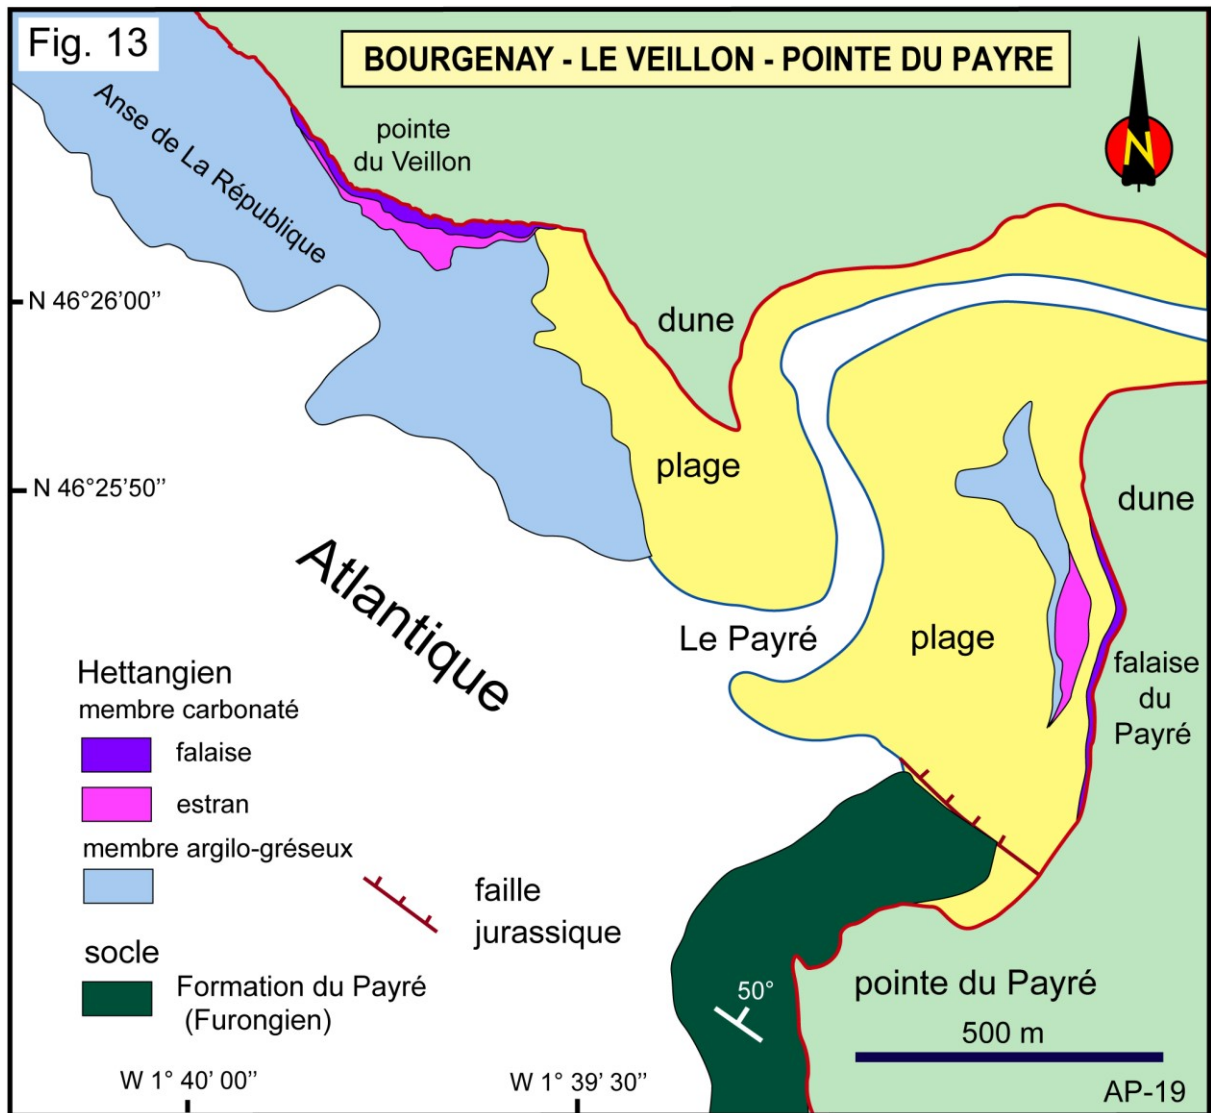 Fig. 13
BOURGENAY - LE VEILLON - POINTE DU PAYRE
Anse de La République
pointe
du Veillon
N
N 46°26’00’’
dune
plage
N 46°25’50’’
dune
Atlantique
Le Payré
plage
falaise
du
Payré
Hettangien
membre carbonaté
falaise
estran
membre argilo-gréseux
faille
jurassique
socle
Formation du Payré
(Furongien)
50°
pointe du Payré
500 m
W 1° 40’ 00’’
W 1° 39’ 30’’
AP-19